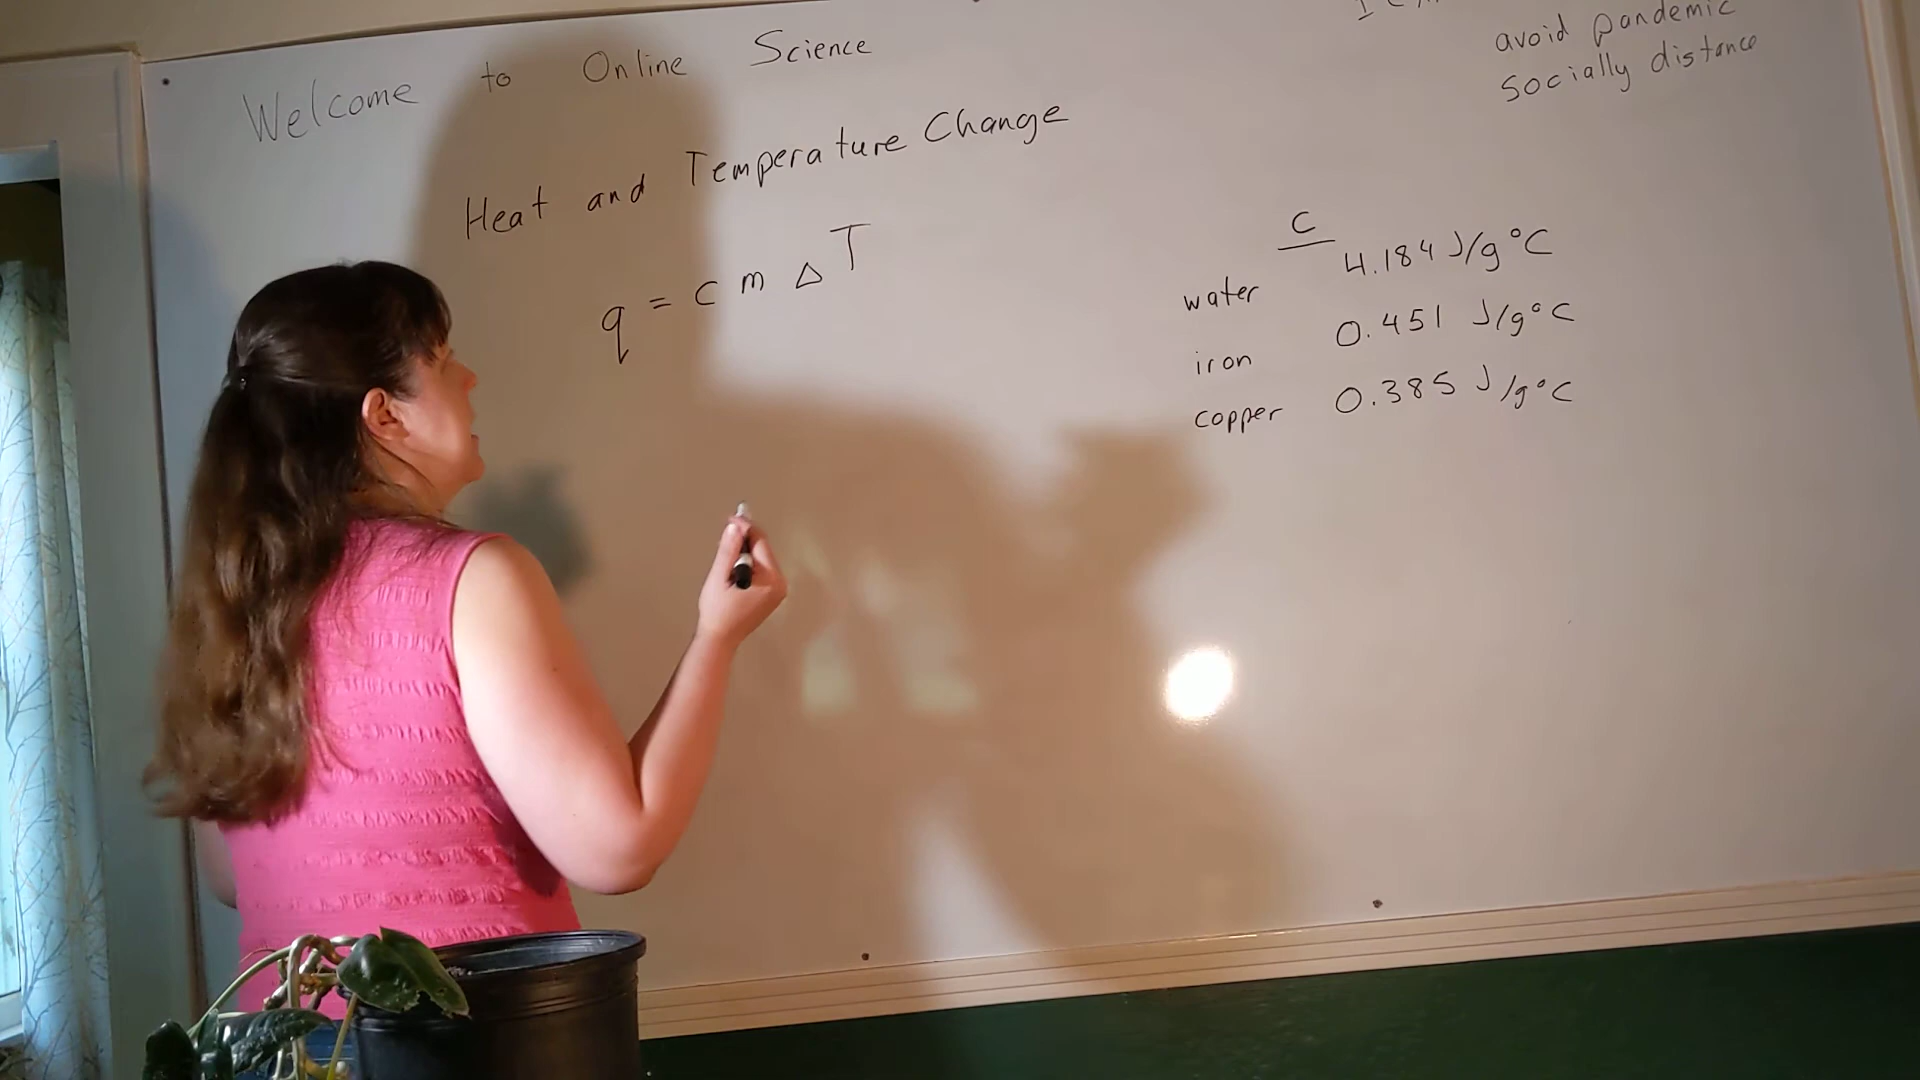 Welcome to Online Science
avoid pandemic
socially distance
Heat and Temperature Change
q = c m Δ T
c
water 4.184 J/g°C
iron 0.451 J/g°C
copper 0.385 J/g°C